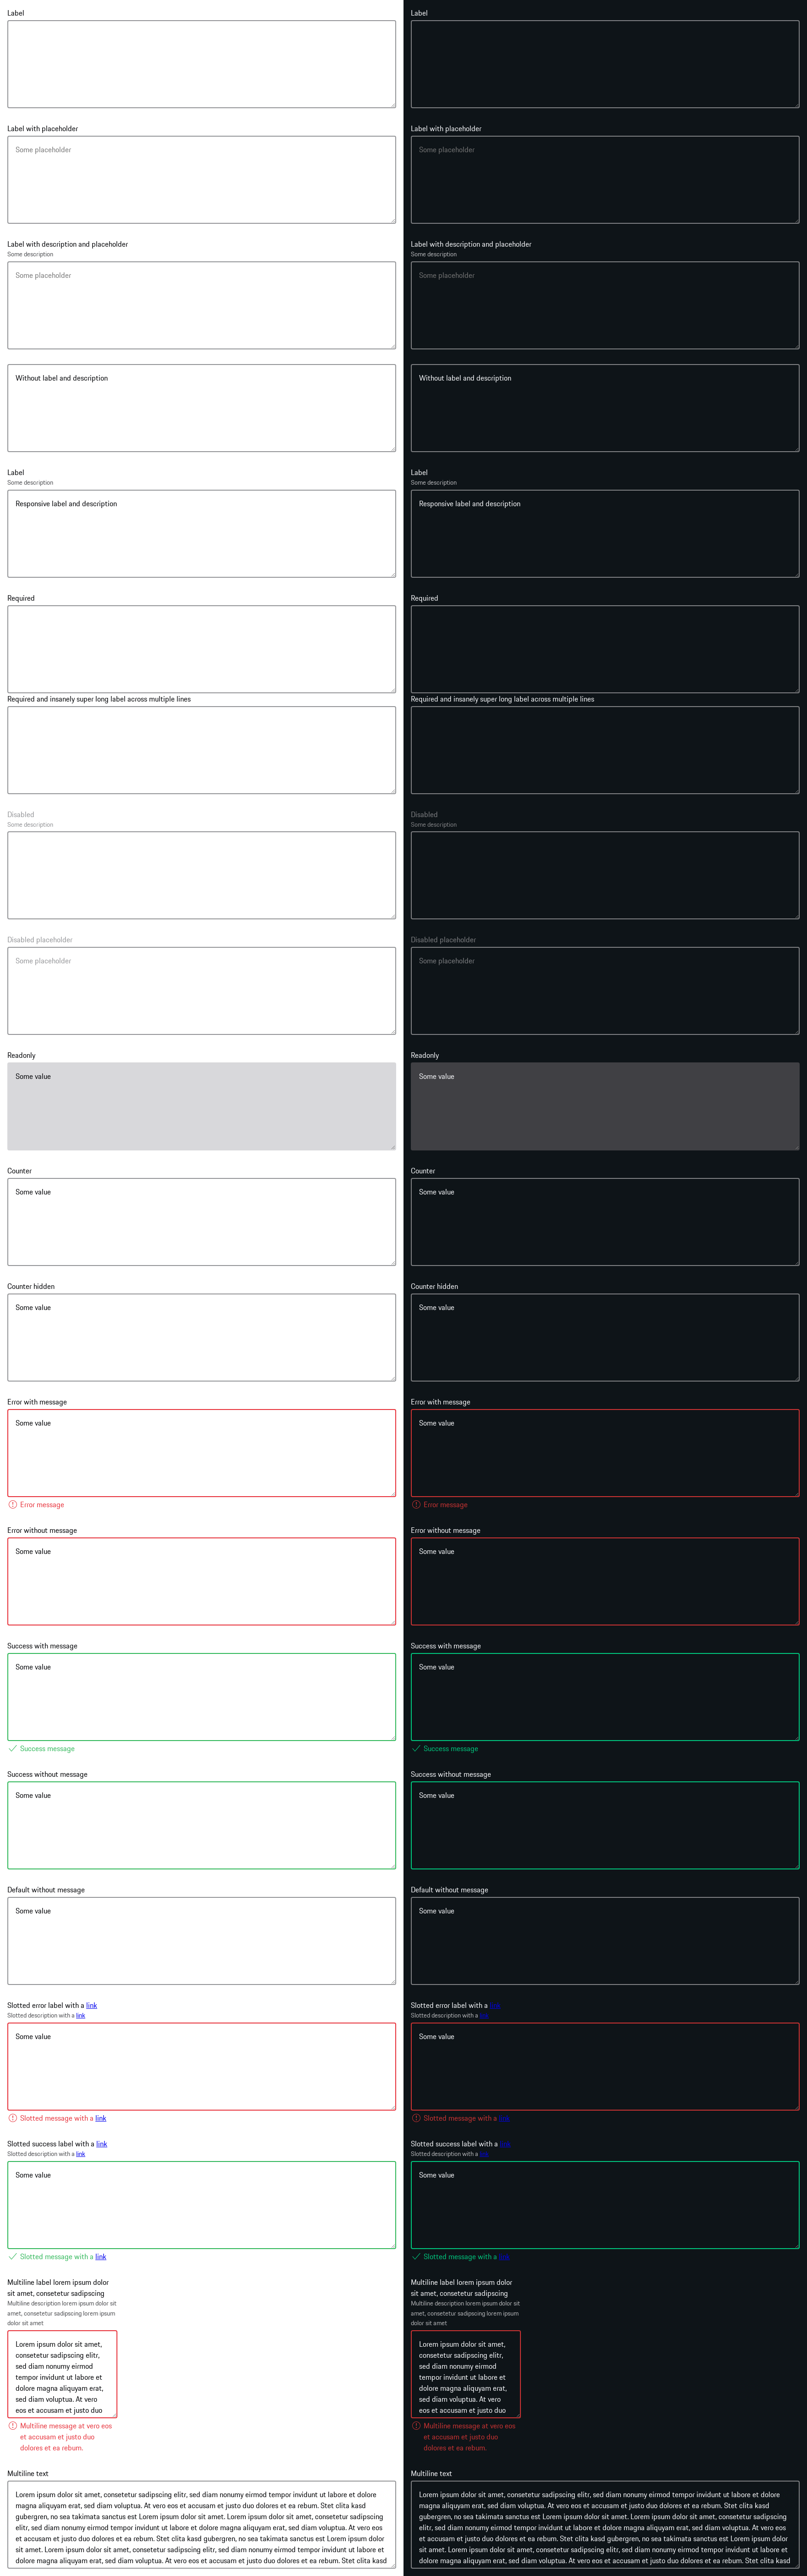 Label
Label with placeholder
Some placeholder
Label with description and placeholder
Some description
Some placeholder
Without label and description
Label
Some description
Responsive label and description
Required
Required and insanely super long label across multiple lines
Disabled
Some description
Disabled placeholder
Some placeholder
Readonly
Some value
Counter
Some value
Counter hidden
Some value
Error with message
Some value
Error message
Error without message
Some value
Success with message
Some value
Success message
Success without message
Some value
Default without message
Some value
Slotted error label with a link
Slotted description with a link
Some value
Slotted message with a link
Slotted success label with a link
Slotted description with a link
Some value
Slotted message with a link
Multiline label lorem ipsum dolor
sit amet, consetetur sadipscing
Multiline description lorem ipsum dolor sit
amet, consetetur sadipscing lorem ipsum
dolor sit amet
Lorem ipsum dolor sit amet,
consetetur sadipscing elitr,
sed diam nonumy eirmod
tempor invidunt ut labore et
dolore magna aliquyam erat,
sed diam voluptua. At vero
eos et accusam et justo duo
Multiline message at vero eos
et accusam et justo duo
dolores et ea rebum.
Multiline text
Lorem ipsum dolor sit amet, consetetur sadipscing elitr, sed diam nonumy eirmod tempor invidunt ut labore et dolore
magna aliquyam erat, sed diam voluptua. At vero eos et accusam et justo duo dolores et ea rebum. Stet clita kasd
gubergren, no sea takimata sanctus est Lorem ipsum dolor sit amet. Lorem ipsum dolor sit amet, consetetur sadipscing
elitr, sed diam nonumy eirmod tempor invidunt ut labore et dolore magna aliquyam erat, sed diam voluptua. At vero eos
et accusam et justo duo dolores et ea rebum. Stet clita kasd gubergren, no sea takimata sanctus est Lorem ipsum dolor
sit amet. Lorem ipsum dolor sit amet, consetetur sadipscing elitr, sed diam nonumy eirmod tempor invidunt ut labore et
dolore magna aliquyam erat, sed diam voluptua. At vero eos et accusam et justo duo dolores et ea rebum. Stet clita kasd
Label
Label with placeholder
Some placeholder
Label with description and placeholder
Some description
Some placeholder
Without label and description
Label
Some description
Responsive label and description
Required
Required and insanely super long label across multiple lines
Disabled
Some description
Disabled placeholder
Some placeholder
Readonly
Some value
Counter
Some value
Counter hidden
Some value
Error with message
Some value
Error message
Error without message
Some value
Success with message
Some value
Success message
Success without message
Some value
Default without message
Some value
Slotted error label with a
Slotted description with a
Some value
Slotted message with a
Slotted success label with a
Slotted description with a
Some value
Slotted message with a
Multiline label lorem ipsum dolor
sit amet, consetetur sadipscing
Multiline description lorem ipsum dolor sit
amet, consetetur sadipscing lorem ipsum
dolor sit amet
Lorem ipsum dolor sit amet,
consetetur sadipscing elitr,
sed diam nonumy eirmod
tempor invidunt ut labore et
dolore magna aliquyam erat,
sed diam voluptua. At vero
eos et accusam et justo duo
Multiline message at vero eos
et accusam et justo duo
dolores et ea rebum.
Multiline text
Lorem ipsum dolor sit amet, consetetur sadipscing elitr, sed diam nonumy eirmod tempor invidunt ut labore et dolore
magna aliquyam erat, sed diam voluptua. At vero eos et accusam et justo duo dolores et ea rebum. Stet clita kasd
gubergren, no sea takimata sanctus est Lorem ipsum dolor sit amet. Lorem ipsum dolor sit amet, consetetur sadipscing
elitr, sed diam nonumy eirmod tempor invidunt ut labore et dolore magna aliquyam erat, sed diam voluptua. At vero eos
et accusam et justo duo dolores et ea rebum. Stet clita kasd gubergren, no sea takimata sanctus est Lorem ipsum dolor
sit amet. Lorem ipsum dolor sit amet, consetetur sadipscing elitr, sed diam nonumy eirmod tempor invidunt ut labore et
dolore magna aliquyam erat, sed diam voluptua. At vero eos et accusam et justo duo dolores et ea rebum. Stet clita kasd